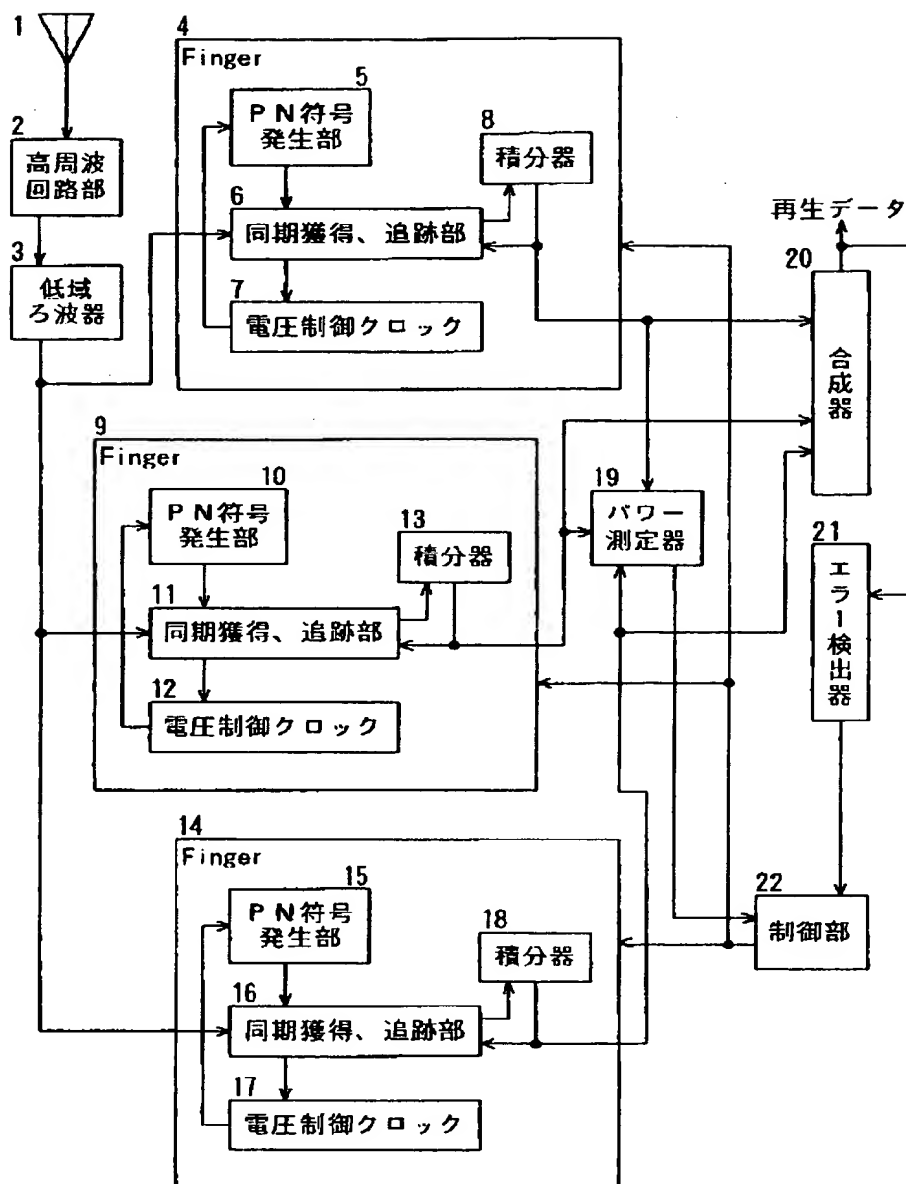 1
2
高周波
回路部
3
低域
ろ波器
4
Finger
5
PN符号
発生部
6
同期獲得、追跡部
7
電圧制御クロック
8
積分器
9
Finger
10
PN符号
発生部
11
同期獲得、追跡部
12
電圧制御クロック
13
積分器
14
Finger
15
PN符号
発生部
16
同期獲得、追跡部
17
電圧制御クロック
18
積分器
19
パワー
測定器
再生データ
20
合成器
21
エラー検出器
22
制御部